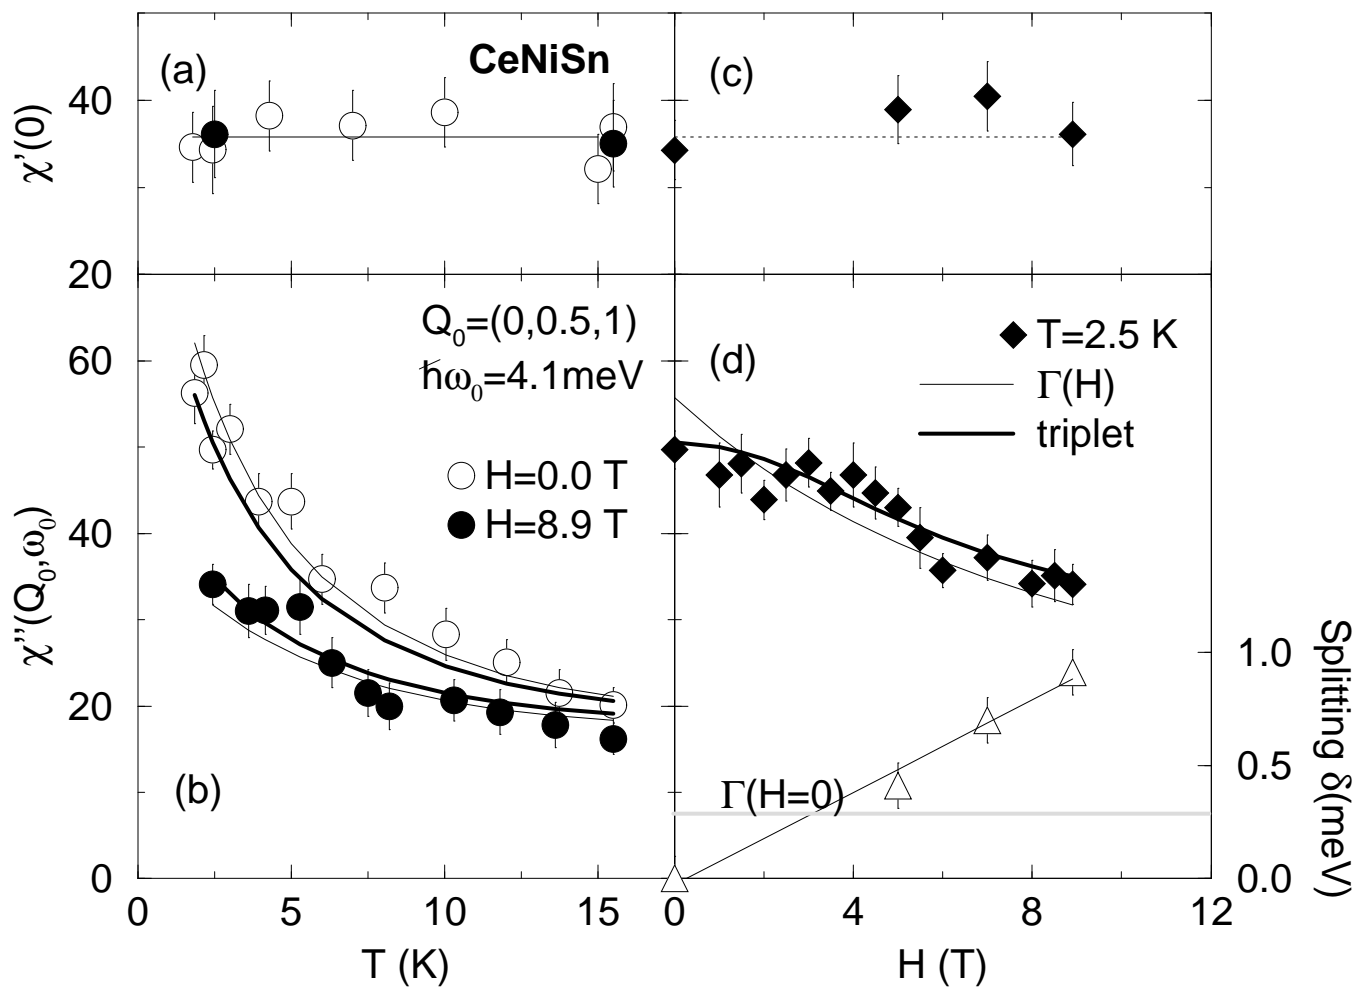 (a)
CeNiSn
(c)
40
χ'(0)
20
Q₀=(0,0.5,1)
ħω₀=4.1meV
H=0.0 T
H=8.9 T
60
40
20
0
χ''(Q₀,ω₀)
(b)
0
5
10
15
T (K)
(d)
T=2.5 K
Γ(H)
triplet
Γ(H=0)
1.0
0.5
0.0
Splitting δ(meV)
0
4
8
12
H (T)